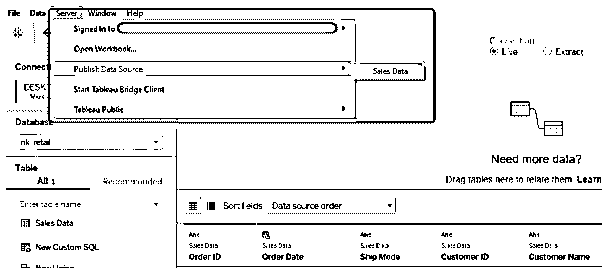 File Data Server Window Help
Signed In to
Open Workbook...
Publish Data Source
Sales Data
Start Tableau Bridge Client
Tableau Public
Live Extract
Database
retail
Table
All 1 Recommended
Enter table name
Sales Data
New Custom SQL
Need more data?
Drag tables here to relate them. Learn
Sort fields Data source order
Abc Abc Abc Abc
Sales Data Sales Data Sales Data Sales Data Sales Data
Order ID Order Date Ship Mode Customer ID Customer Name